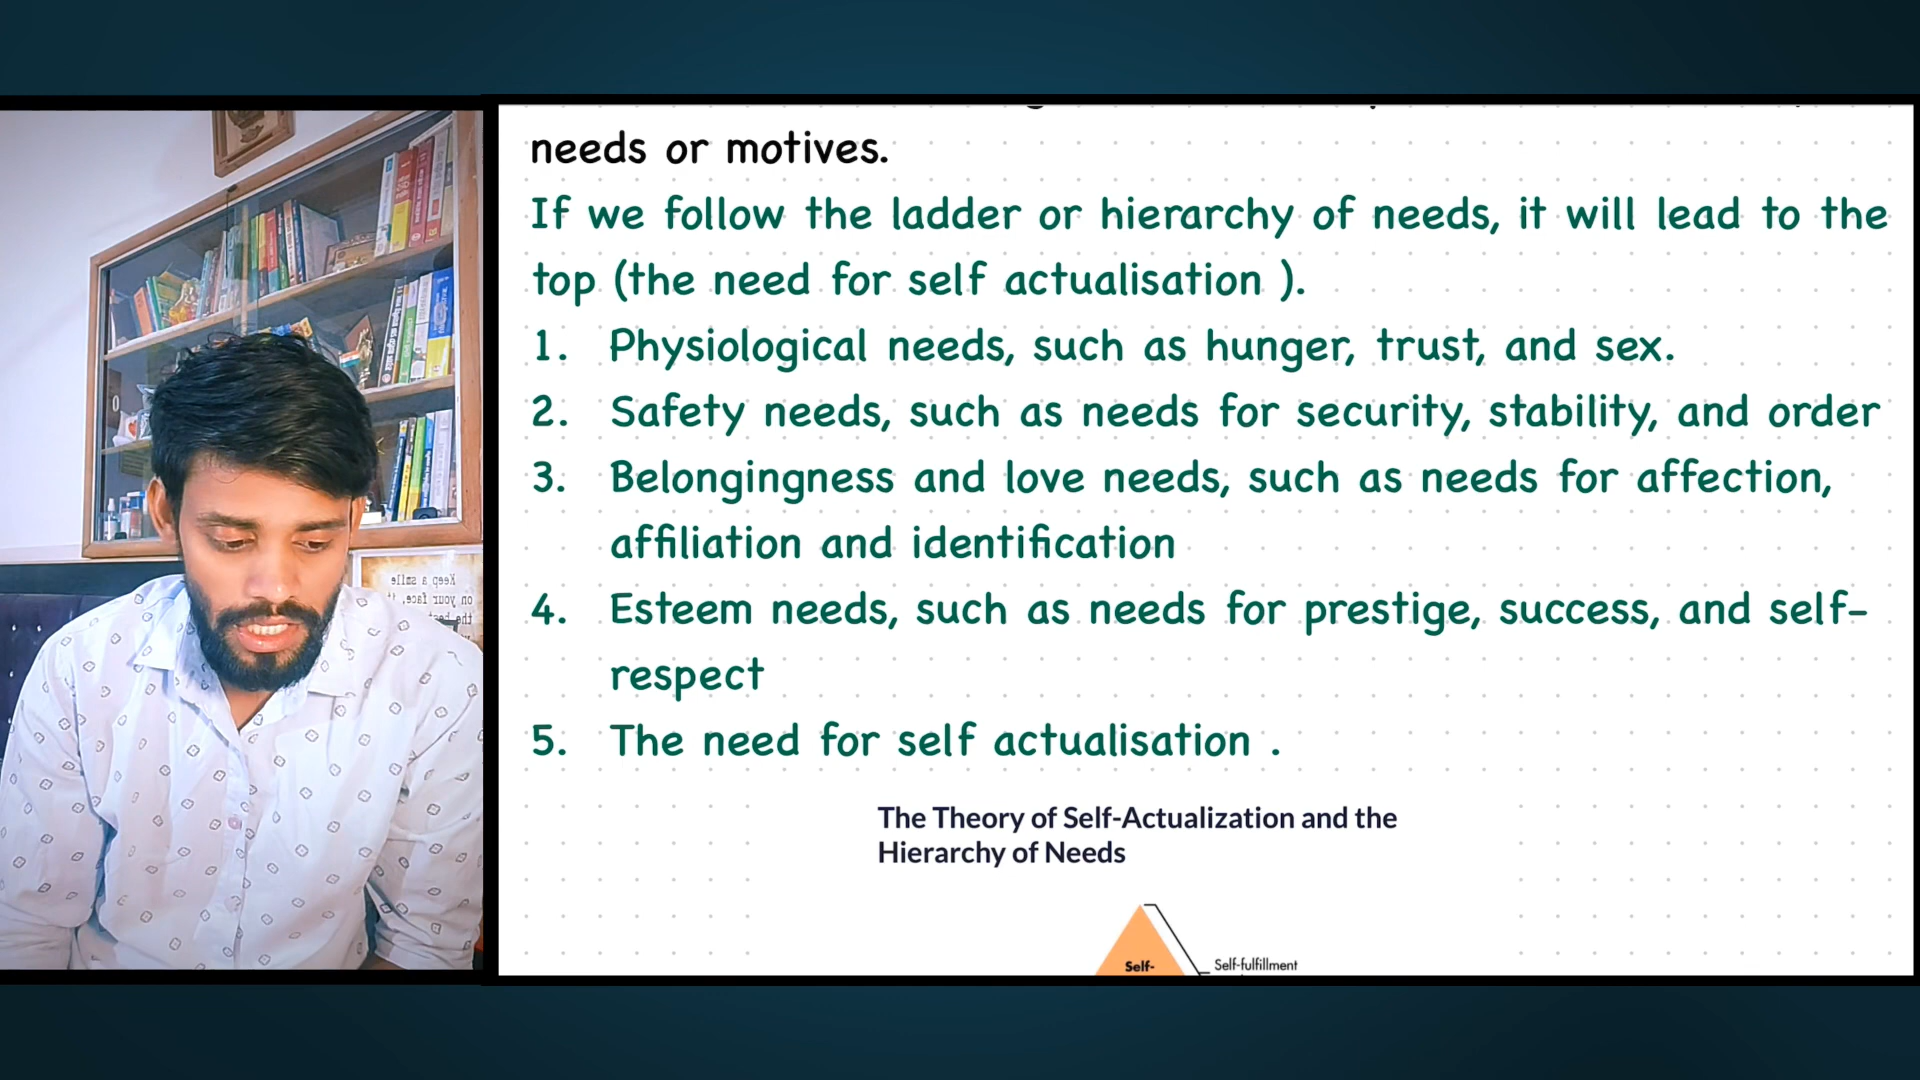 needs or motives.
If we follow the ladder or hierarchy of needs, it will lead to the
top (the need for self actualisation ).
1. Physiological needs, such as hunger, trust, and sex.
2. Safety needs, such as needs for security, stability, and order
3. Belongingness and love needs, such as needs for affection,
affiliation and identification
4. Esteem needs, such as needs for prestige, success, and self-
respect
5. The need for self actualisation .
The Theory of Self-Actualization and the
Hierarchy of Needs
Self-
Self-fulfillment
Keep a smile
on your face, it
the